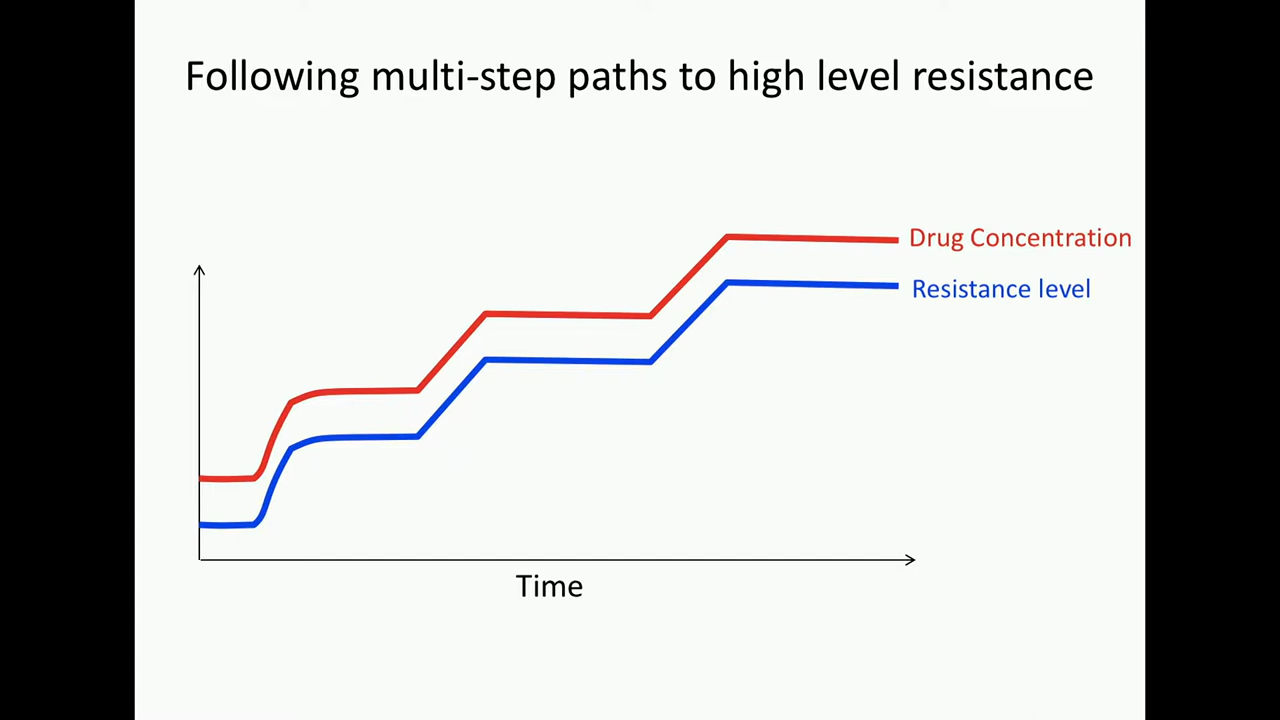 Following multi-step paths to high level resistance
Drug Concentration
Resistance level
Time